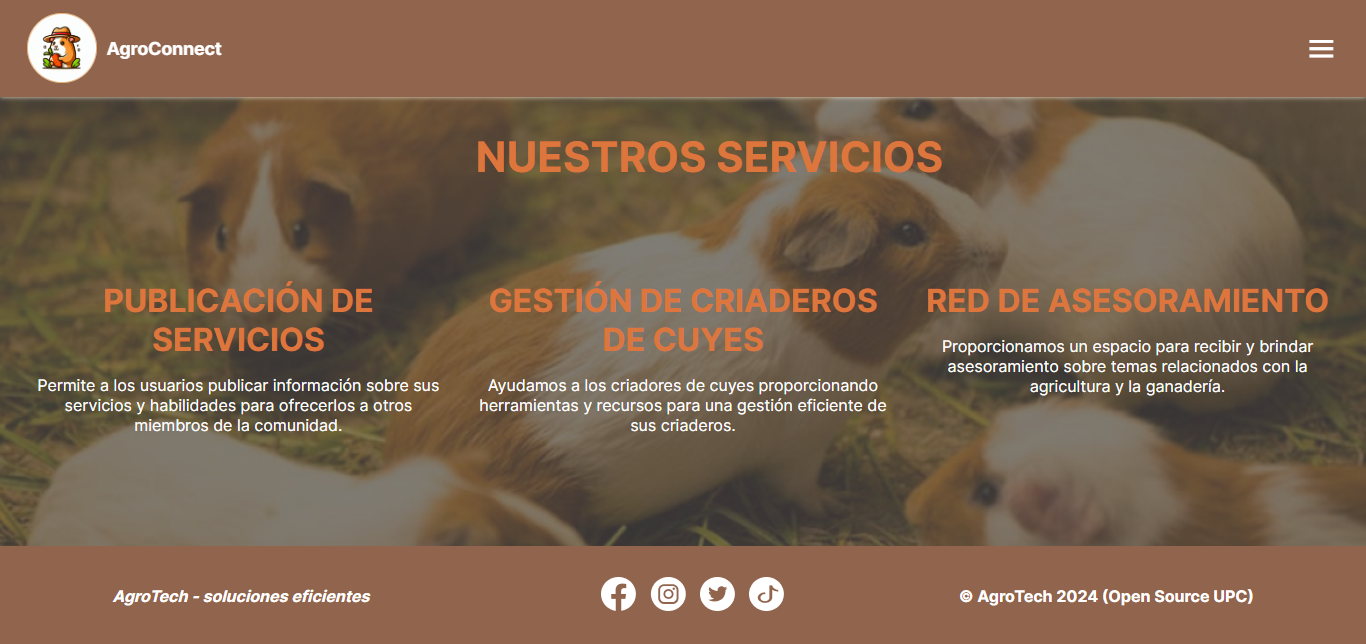 AgroConnect
NUESTROS SERVICIOS
PUBLICACIÓN DE
SERVICIOS
Permite a los usuarios publicar información sobre sus
servicios y habilidades para ofrecerlos a otros
miembros de la comunidad.
GESTIÓN DE CRIADEROS
DE CUYES
Ayudamos a los criadores de cuyes proporcionando
herramientas y recursos para una gestión eficiente de
sus criaderos.
RED DE ASESORAMIENTO
Proporcionamos un espacio para recibir y brindar
asesoramiento sobre temas relacionados con la
agricultura y la ganadería.
AgroTech - soluciones eficientes
© AgroTech 2024 (Open Source UPC)